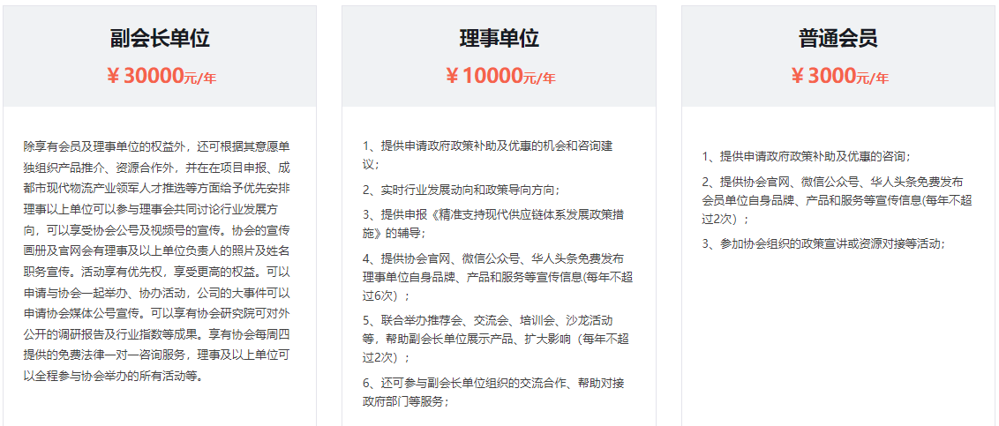 副会长单位
¥30000元/年
除享有会员及理事单位的权益外，还可根据其意愿单
独组织产品推介、资源合作外，并在在项目申报、成
都市现代物流产业领军人才推选等方面给予优先安排
理事以上单位可以参与理事会共同讨论行业发展方
向，可以享受协会公号及视频号的宣传。协会的宣传
画册及官网会有理事及以上单位负责人的照片及姓名
职务宣传。活动享有优先权，享受更高的权益。可以
申请与协会一起举办、协办活动，公司的大事件可以
申请协会媒体公号宣传。可以享有协会研究院可对外
公开的调研报告及行业指数等成果。享有协会每周四
提供的免费法律一对一咨询服务，理事及以上单位可
以全程参与协会举办的所有活动等。
理事单位
¥10000元/年
1、提供申请政府政策补助及优惠的机会和咨询建
议；
2、实时行业发展动向和政策导向方向；
3、提供申报《精准支持现代供应链体系发展政策措
施》的辅导；
4、提供协会官网、微信公众号、华人头条免费发布
理事单位自身品牌、产品和服务等宣传信息(每年不超
过6次）；
5、联合举办推荐会、交流会、培训会、沙龙活动
等，帮助副会长单位展示产品、扩大影响（每年不超
过2次）；
6、还可参与副会长单位组织的交流合作、帮助对接
政府部门等服务；
普通会员
¥3000元/年
1、提供申请政府政策补助及优惠的咨询；
2、提供协会官网、微信公众号、华人头条免费发布
会员单位自身品牌、产品和服务等宣传信息(每年不超
过2次）；
3、参加协会组织的政策宣讲或资源对接等活动；